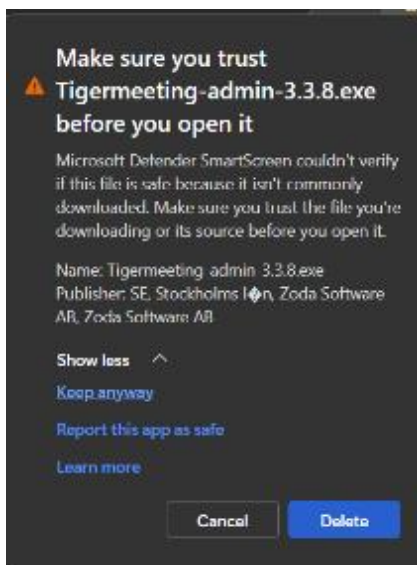 Make sure you trust
Tigermeeting-admin-3.3.8.exe
before you open it
Microsoft Defender SmartScreen couldn't verify
if this file is safe because it isn't commonly
downloaded. Make sure you trust the file you're
downloading or its source before you open it.
Name: Tigermeeting-admin-3.3.8.exe
Publisher: SE, Stockholms l�n, Zoda Software
AB, Zoda Software AB
Show less
Keep anyway
Report this app as safe
Learn more
Cancel
Delete